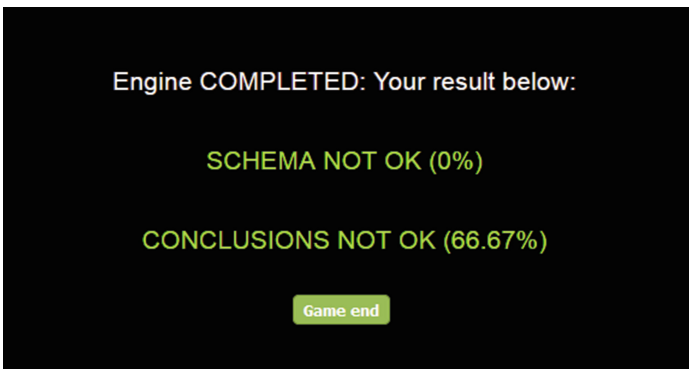 Engine COMPLETED: Your result below:
SCHEMA NOT OK (0%)
CONCLUSIONS NOT OK (66.67%)
Game end